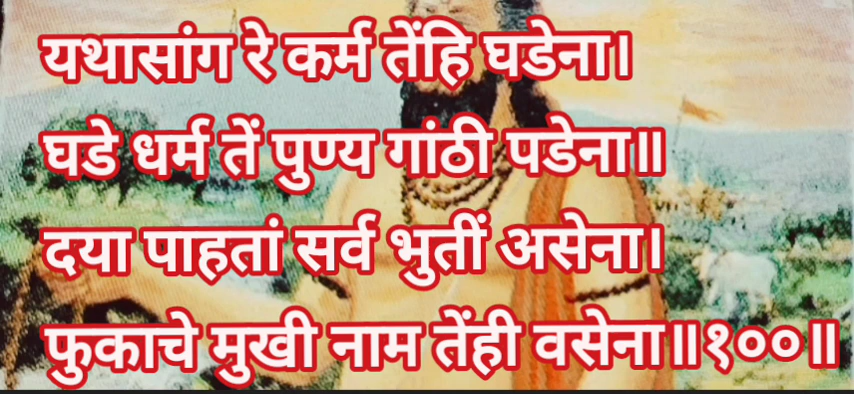 यथासांग रे कर्म तेंहि घडेना।
घडे धर्म तें पुण्य गांठी पडेना॥
दया पाहतां सर्व भुतीं असेना।
फुकाचे मुखी नाम तेंही वसेना॥१००॥